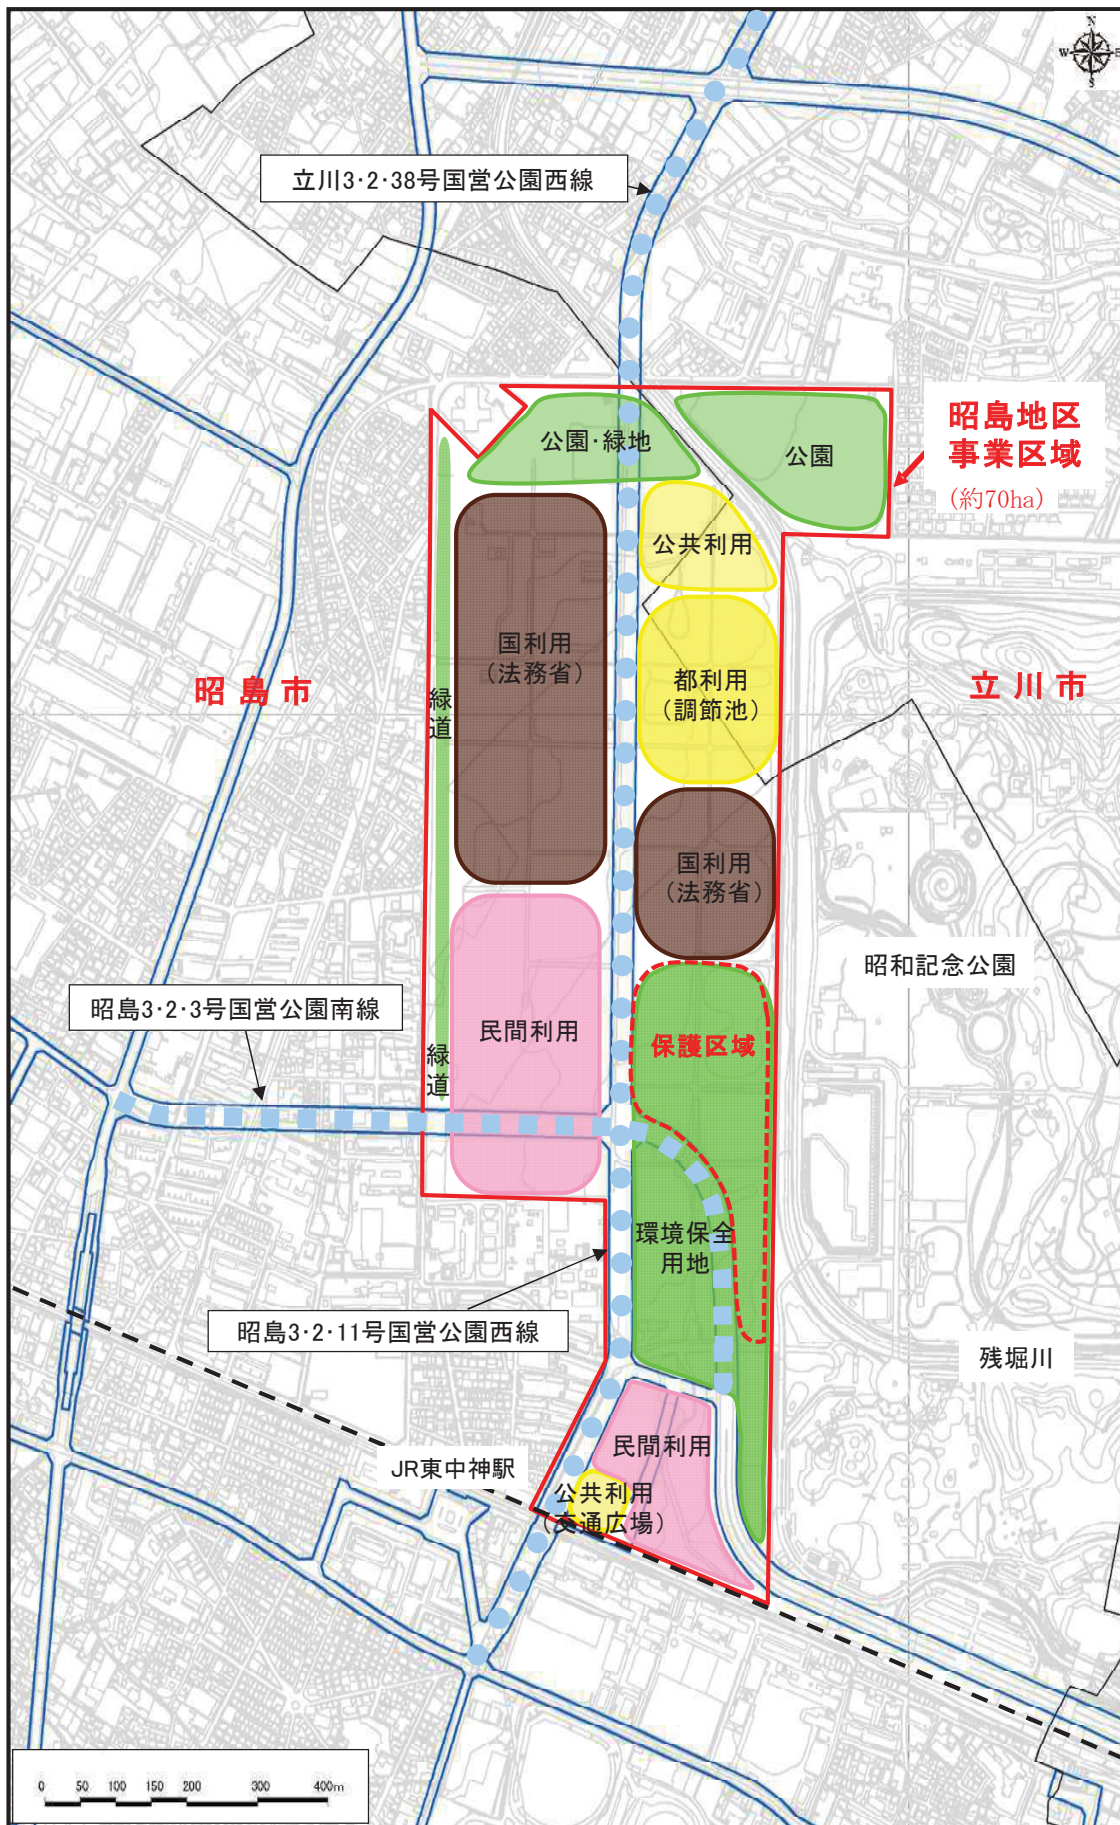 N
W
E
S
立川3・2・38号国営公園西線
昭島地区
事業区域
(約70ha)
公園・緑地
公園
公共利用
国利用
(法務省)
都利用
(調節池)
昭島市
立川市
緑道
国利用
(法務省)
昭和記念公園
昭島3・2・3号国営公園南線
民間利用
保護区域
緑道
環境保全
用地
昭島3・2・11号国営公園西線
残堀川
民間利用
JR東中神駅
公共利用
(交通広場)
0 50 100 150 200 300 400m